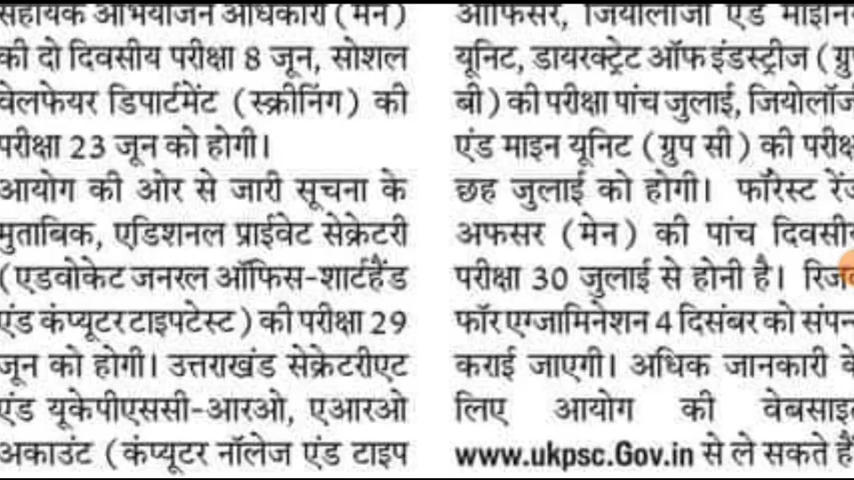 सहायक अभियोजन अधिकारी (मेन)
की दो दिवसीय परीक्षा 8 जून, सोशल
वेलफेयर डिपार्टमेंट (स्क्रीनिंग) की
परीक्षा 23 जून को होगी।
आयोग की ओर से जारी सूचना के
मुताबिक, एडिशनल प्राईवेट सेक्रेटरी
(एडवोकेट जनरल ऑफिस-शार्टहैंड
एंड कंप्यूटर टाइपटेस्ट) की परीक्षा 29
जून को होगी। उत्तराखंड सेक्रेटरीएट
एंड यूकेपीएससी-आरओ, एआरओ
अकाउंट (कंप्यूटर नॉलेज एंड टाइप
ऑफिसर, जियोलॉजी एंड माइनिंग
यूनिट, डायरक्ट्रेट ऑफ इंडस्ट्रीज (ग्रुप
बी) की परीक्षा पांच जुलाई, जियोलॉजी
एंड माइन यूनिट (ग्रुप सी) की परीक्षा
छह जुलाई को होगी। फॉरेस्ट रेंज
अफसर (मेन) की पांच दिवसीय
परीक्षा 30 जुलाई से होनी है। रिजर्व
फॉर एग्जामिनेशन 4 दिसंबर को संपन्न
कराई जाएगी। अधिक जानकारी के
लिए आयोग की वेबसाइट
www.ukpsc.Gov.in से ले सकते हैं